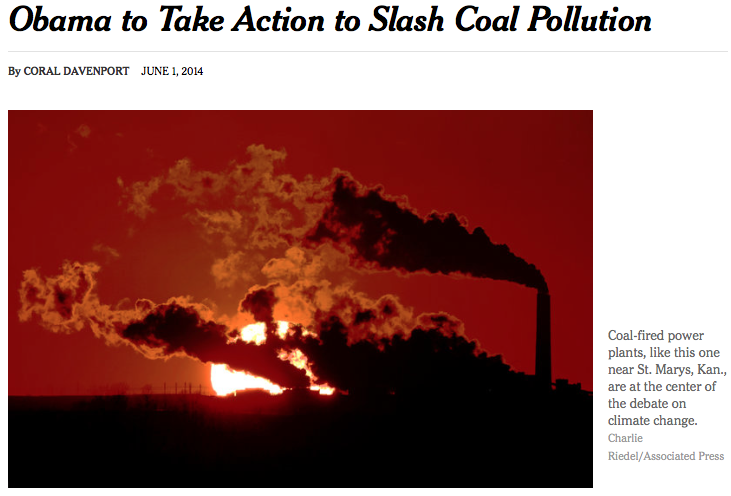 Obama to Take Action to Slash Coal Pollution
By CORAL DAVENPORT JUNE 1, 2014
Coal-fired power
plants, like this one
near St. Marys, Kan.,
are at the center of
the debate on
climate change.
Charlie
Riedel/Associated Press